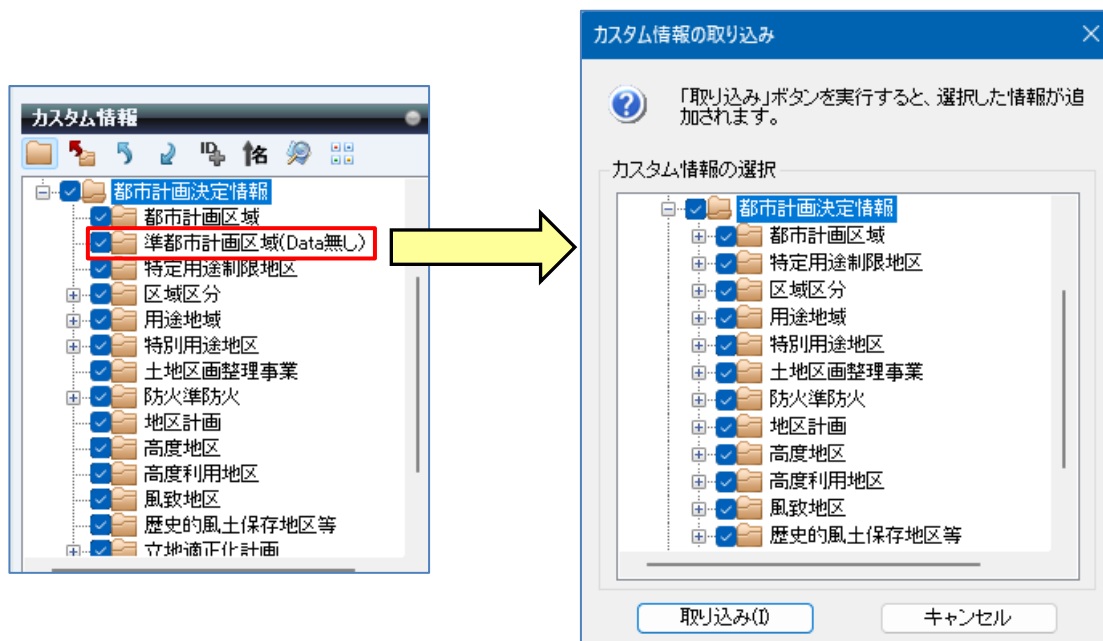 カスタム情報
ID
名
都市計画決定情報
都市計画区域
準都市計画区域(Data無し)
特定用途制限地区
区域区分
用途地域
特別用途地区
土地区画整理事業
防火準防火
地区計画
高度地区
高度利用地区
風致地区
歴史的風土保存地区等
立地適正化計画
カスタム情報の取り込み
「取り込み」ボタンを実行すると、選択した情報が追
加されます。
カスタム情報の選択
都市計画決定情報
都市計画区域
特定用途制限地区
区域区分
用途地域
特別用途地区
土地区画整理事業
防火準防火
地区計画
高度地区
高度利用地区
風致地区
歴史的風土保存地区等
取り込み(I)
キャンセル